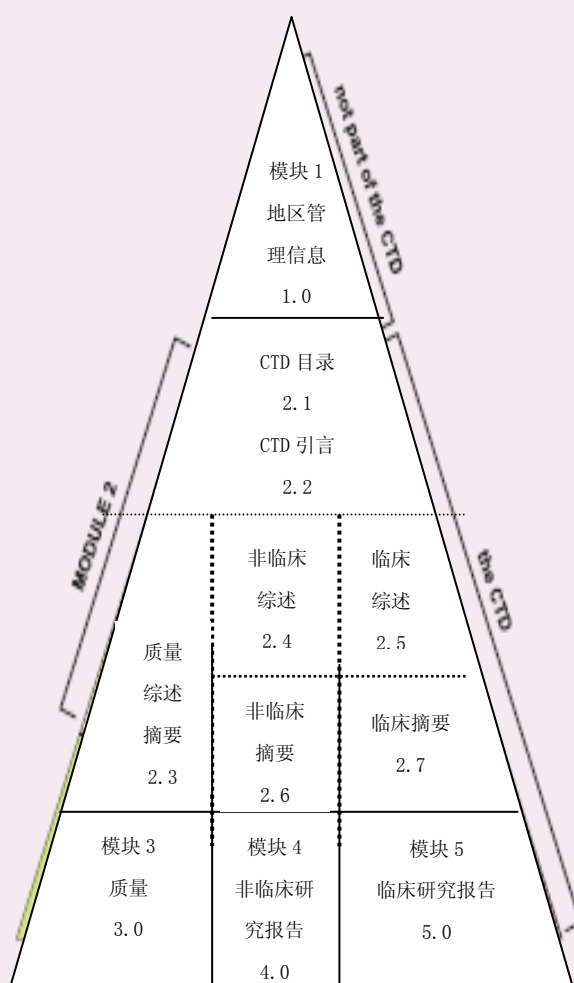 模块 1
地区管
理信息
1.0
not part of the CTD
CTD 目录
2.1
CTD 引言
2.2
MODULE 2
the CTD
非临床
综述
2.4
临床
综述
2.5
质量
综述
摘要
2.3
非临床
摘要
2.6
临床摘要
2.7
模块 3
质量
3.0
模块 4
非临床研
究报告
4.0
模块 5
临床研究报告
5.0